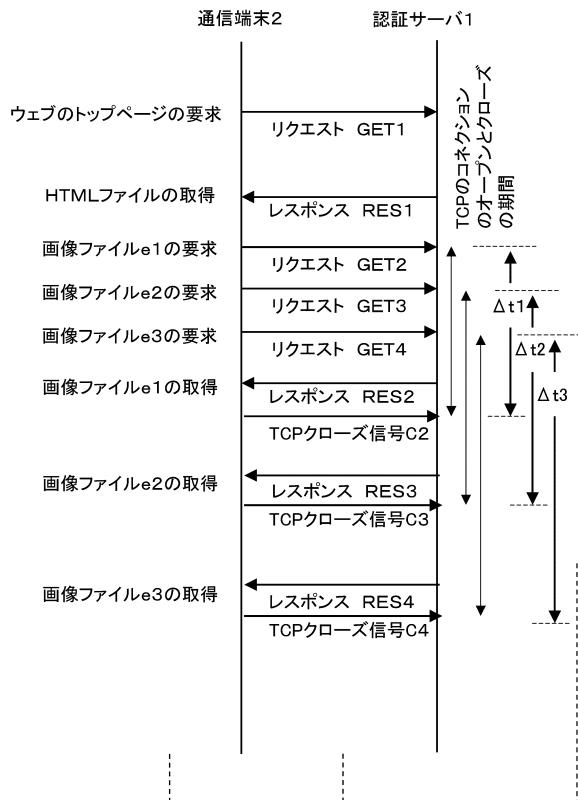 通信端末2
認証サーバ1
ウェブのトップページの要求
リクエスト GET1
TCPのコネクション
のオープンとクローズ
の期間
HTMLファイルの取得
レスポンス RES1
画像ファイルe1の要求
リクエスト GET2
画像ファイルe2の要求
リクエスト GET3
Δt1
画像ファイルe3の要求
リクエスト GET4
Δt2
画像ファイルe1の取得
レスポンス RES2
Δt3
TCPクローズ信号C2
画像ファイルe2の取得
レスポンス RES3
TCPクローズ信号C3
画像ファイルe3の取得
レスポンス RES4
TCPクローズ信号C4